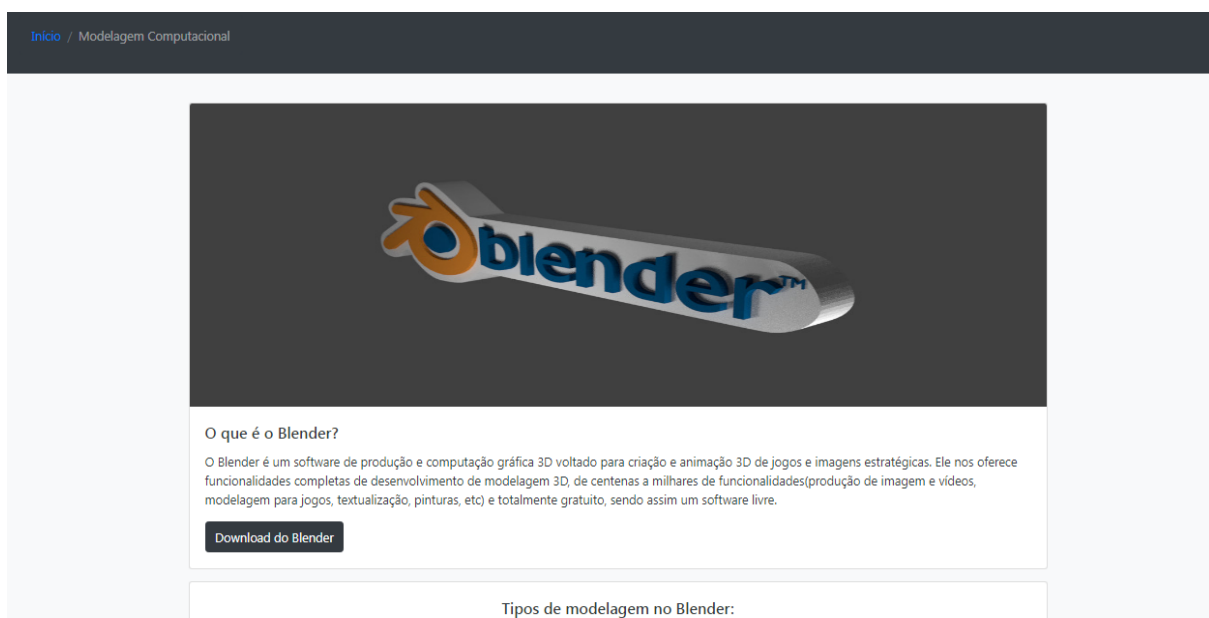 Início / Modelagem Computacional
blender™
O que é o Blender?
O Blender é um software de produção e computação gráfica 3D voltado para criação e animação 3D de jogos e imagens estratégicas. Ele nos oferece
funcionalidades completas de desenvolvimento de modelagem 3D, de centenas a milhares de funcionalidades(produção de imagem e vídeos,
modelagem para jogos, textualização, pinturas, etc) e totalmente gratuito, sendo assim um software livre.
Download do Blender
Tipos de modelagem no Blender: